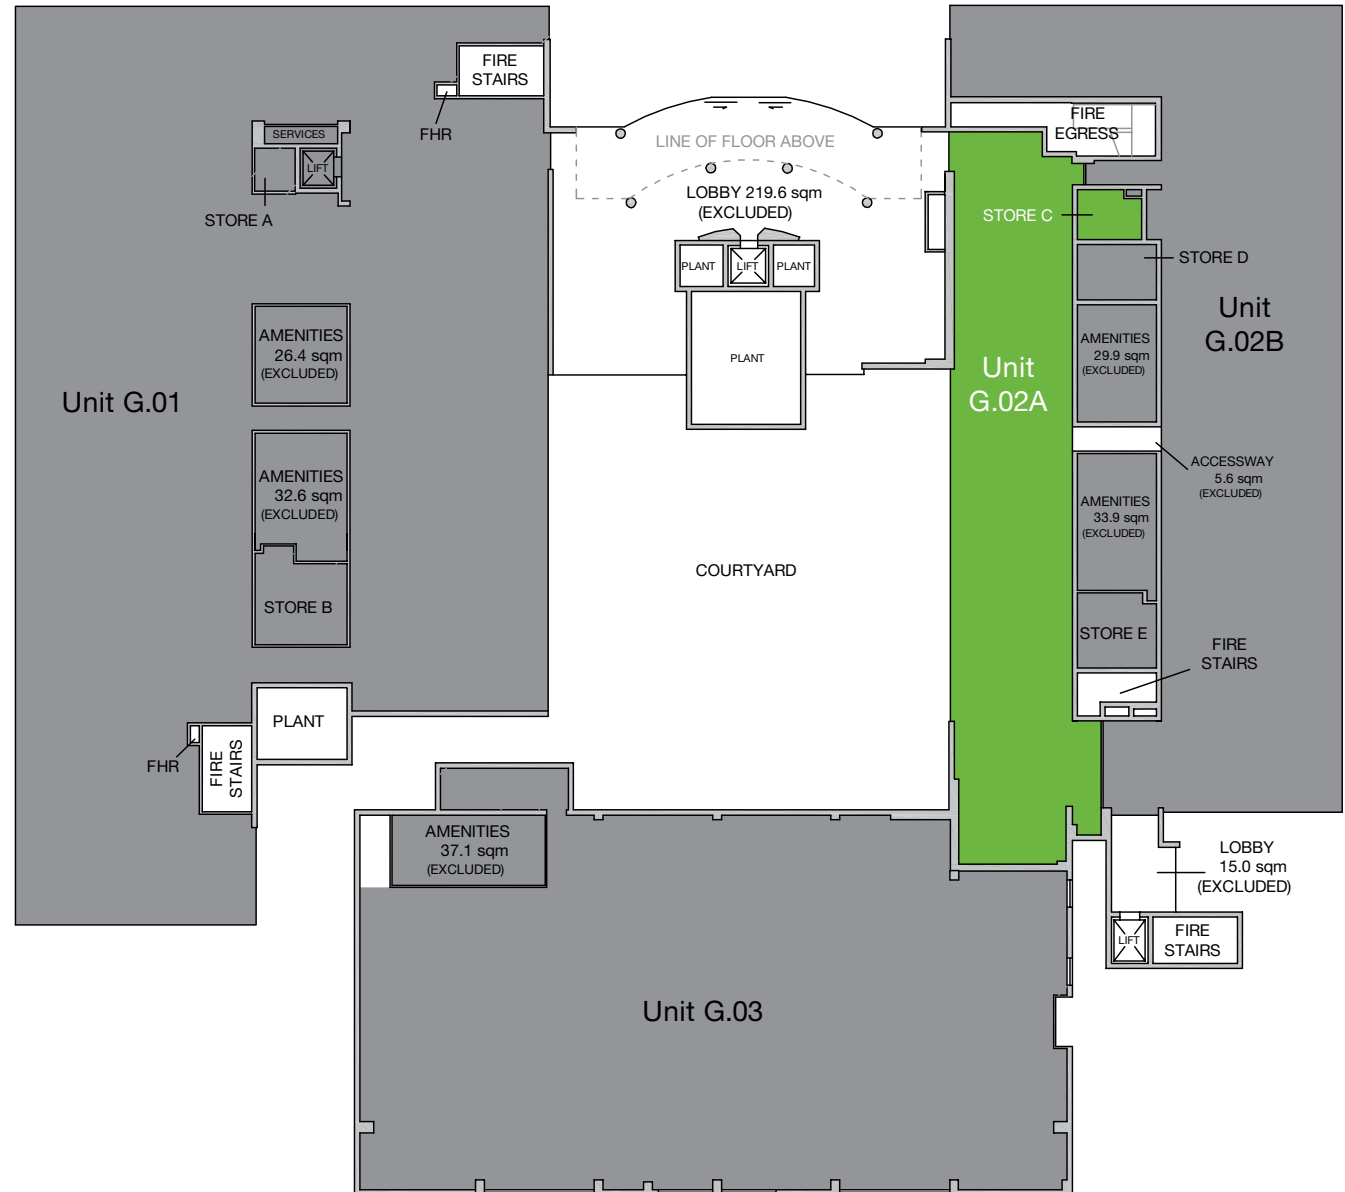 FIRE
STAIRS
FHR
SERVICES
LIFT
STORE A
LINE OF FLOOR ABOVE
LOBBY 219.6 sqm
(EXCLUDED)
PLANT
LIFT
PLANT
PLANT
FIRE
EGRESS
STORE C
STORE D
Unit
G.02B
AMENITIES
26.4 sqm
(EXCLUDED)
Unit G.01
AMENITIES
32.6 sqm
(EXCLUDED)
STORE B
Unit
G.02A
AMENITIES
29.9 sqm
(EXCLUDED)
ACCESSWAY
5.6 sqm
(EXCLUDED)
AMENITIES
33.9 sqm
(EXCLUDED)
COURTYARD
STORE E
FIRE
STAIRS
PLANT
FHR
FIRE
STAIRS
AMENITIES
37.1 sqm
(EXCLUDED)
LOBBY
15.0 sqm
(EXCLUDED)
LIFT
FIRE
STAIRS
Unit G.03